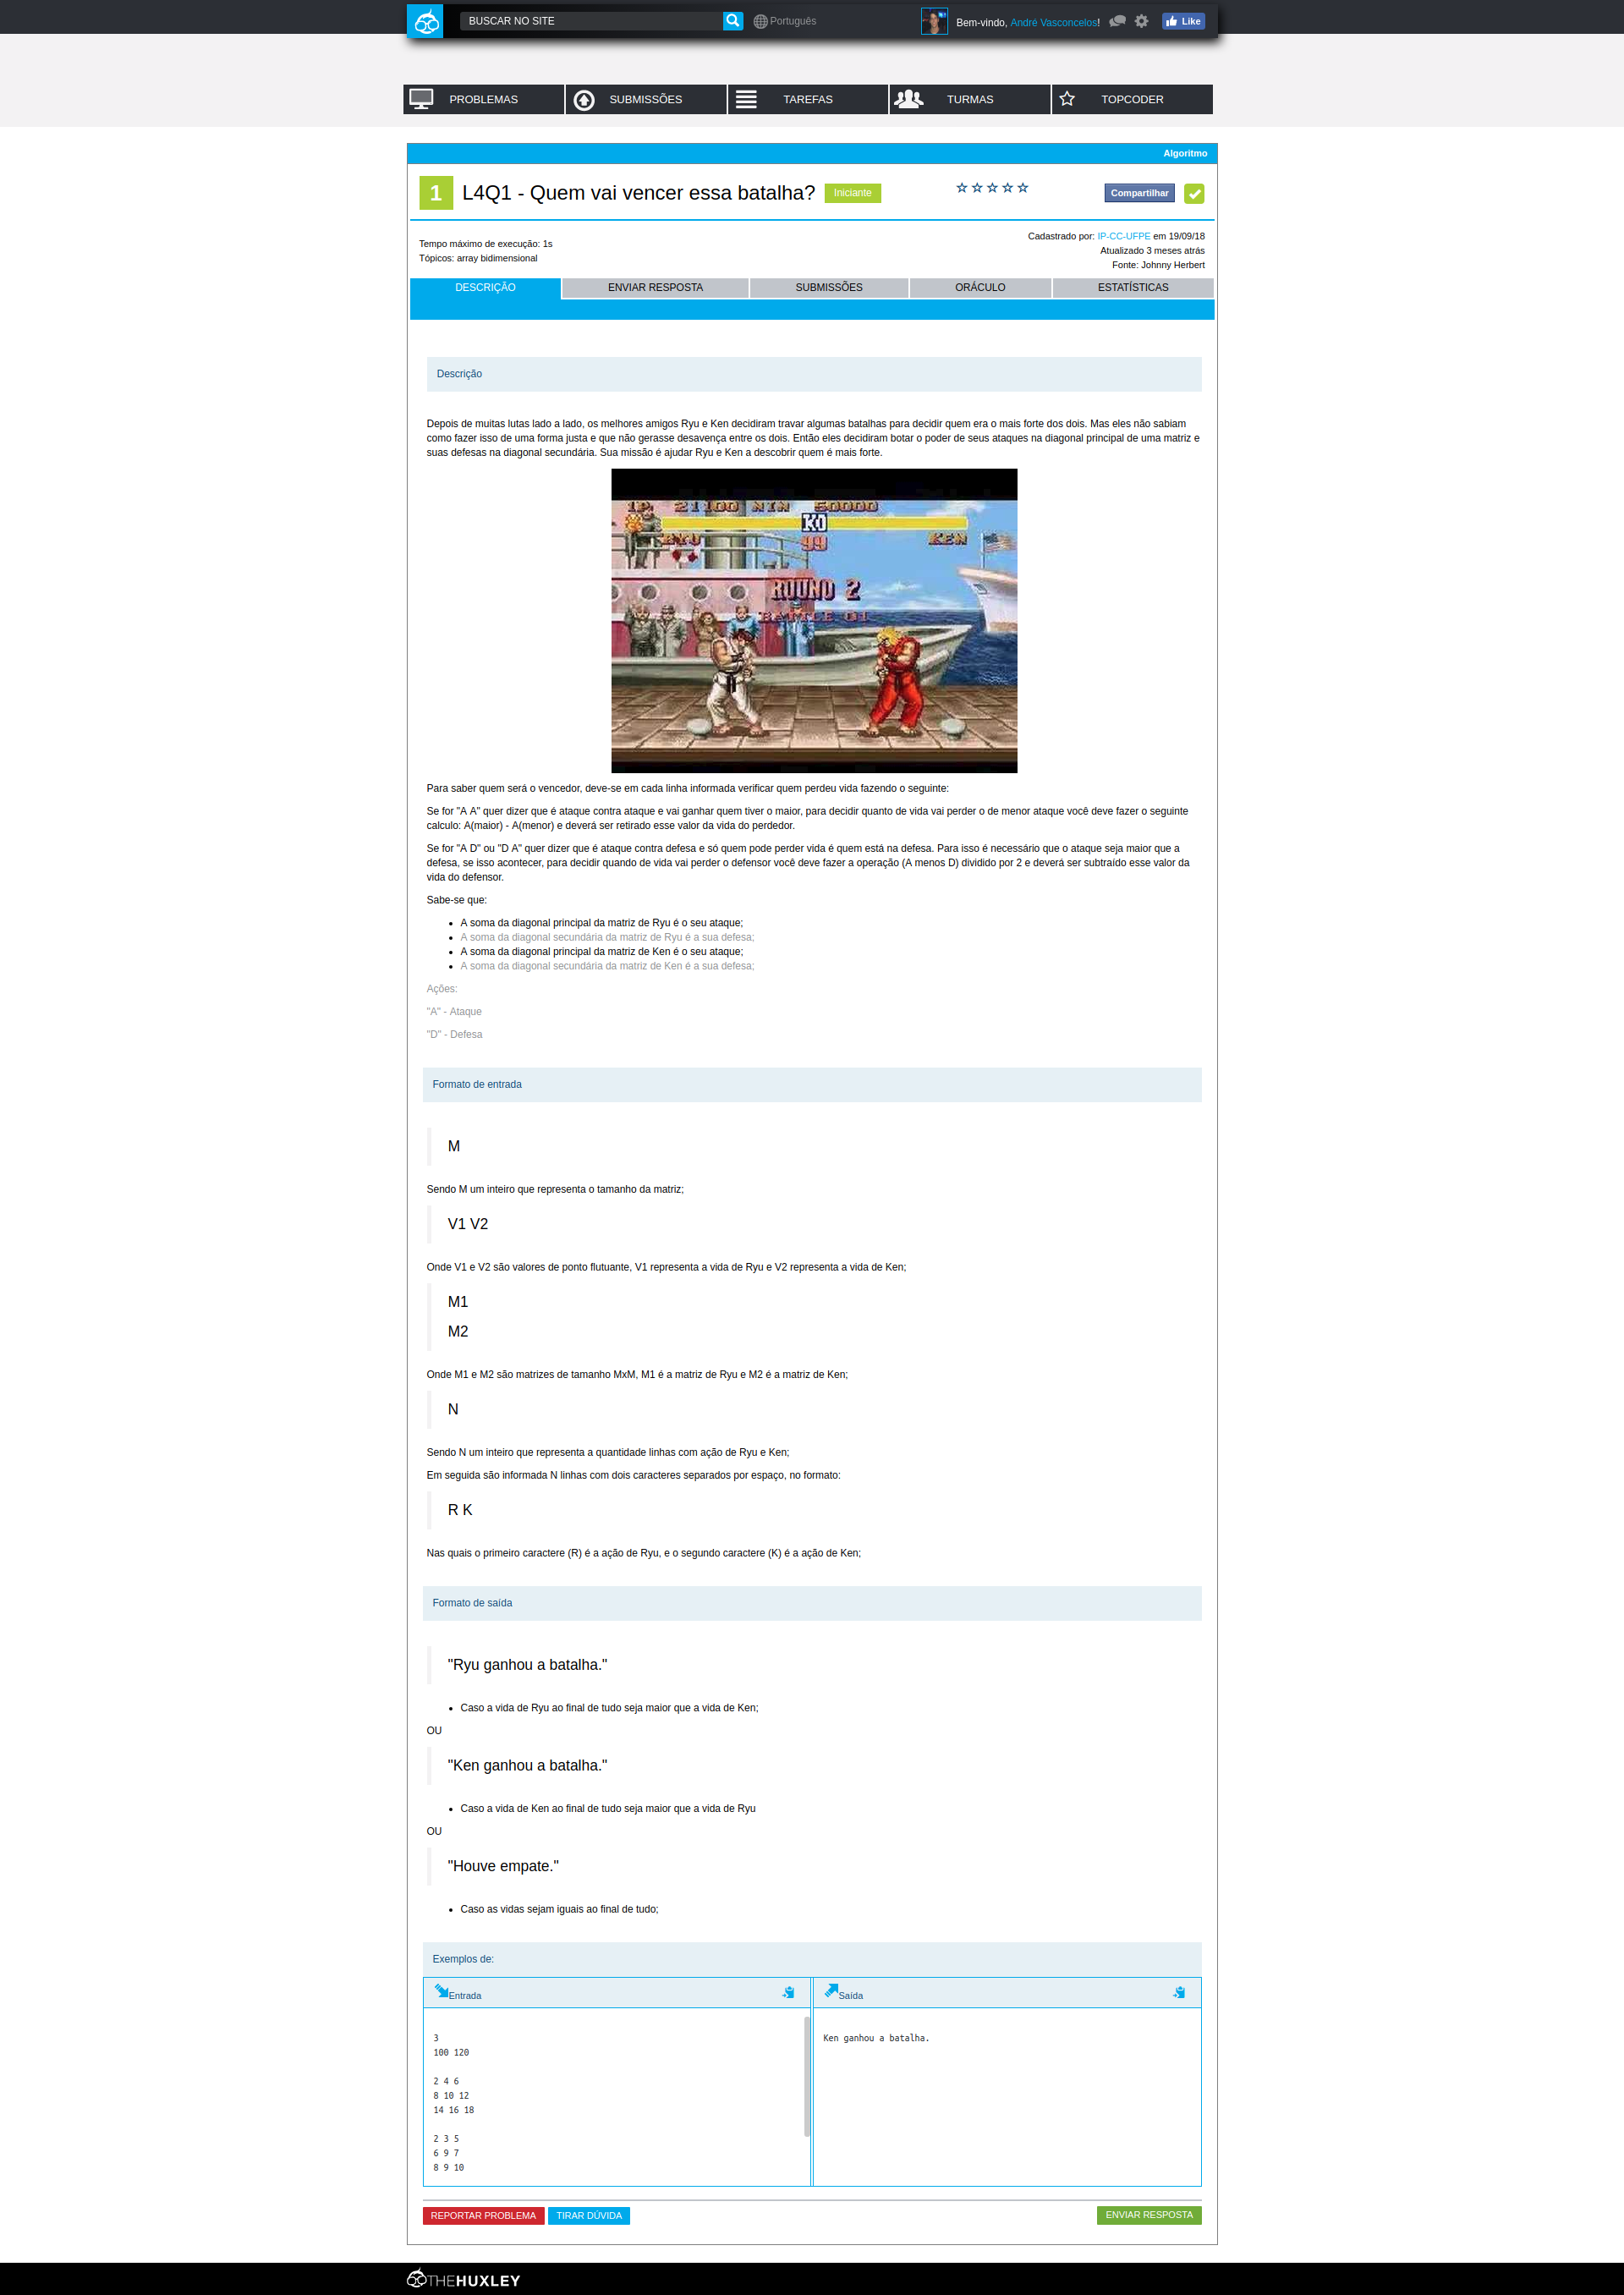 BUSCAR NO SITE
Português
Bem-vindo, André Vasconcelos!
Like
PROBLEMAS
SUBMISSÕES
TAREFAS
TURMAS
TOPCODER
Algoritmo
1
L4Q1 - Quem vai vencer essa batalha?
Iniciante
Compartilhar
Tempo máximo de execução: 1s
Tópicos: array bidimensional
Cadastrado por: IP-CC-UFPE em 19/09/18
Atualizado 3 meses atrás
Fonte: Johnny Herbert
DESCRIÇÃO
ENVIAR RESPOSTA
SUBMISSÕES
ORÁCULO
ESTATÍSTICAS
Descrição
Depois de muitas lutas lado a lado, os melhores amigos Ryu e Ken decidiram travar algumas batalhas para decidir quem era o mais forte dos dois. Mas eles não sabiam
como fazer isso de uma forma justa e que não gerasse desavença entre os dois. Então eles decidiram botar o poder de seus ataques na diagonal principal de uma matriz e
suas defesas na diagonal secundária. Sua missão é ajudar Ryu e Ken a descobrir quem é mais forte.
1P 21100 MIN 50000
KO
RYU
KEN
99
ROUND 2
BATTLE 01
Para saber quem será o vencedor, deve-se em cada linha informada verificar quem perdeu vida fazendo o seguinte:
Se for "A A" quer dizer que é ataque contra ataque e vai ganhar quem tiver o maior, para decidir quanto de vida vai perder o de menor ataque você deve fazer o seguinte
calculo: A(maior) - A(menor) e deverá ser retirado esse valor da vida do perdedor.
Se for "A D" ou "D A" quer dizer que é ataque contra defesa e só quem pode perder vida é quem está na defesa. Para isso é necessário que o ataque seja maior que a
defesa, se isso acontecer, para decidir quando de vida vai perder o defensor você deve fazer a operação (A menos D) dividido por 2 e deverá ser subtraído esse valor da
vida do defensor.
Sabe-se que:
A soma da diagonal principal da matriz de Ryu é o seu ataque;
A soma da diagonal secundária da matriz de Ryu é a sua defesa;
A soma da diagonal principal da matriz de Ken é o seu ataque;
A soma da diagonal secundária da matriz de Ken é a sua defesa;
Ações:
"A" - Ataque
"D" - Defesa
Formato de entrada
M
Sendo M um inteiro que representa o tamanho da matriz;
V1 V2
Onde V1 e V2 são valores de ponto flutuante, V1 representa a vida de Ryu e V2 representa a vida de Ken;
M1
M2
Onde M1 e M2 são matrizes de tamanho MxM, M1 é a matriz de Ryu e M2 é a matriz de Ken;
N
Sendo N um inteiro que representa a quantidade linhas com ação de Ryu e Ken;
Em seguida são informada N linhas com dois caracteres separados por espaço, no formato:
R K
Nas quais o primeiro caractere (R) é a ação de Ryu, e o segundo caractere (K) é a ação de Ken;
Formato de saída
"Ryu ganhou a batalha."
Caso a vida de Ryu ao final de tudo seja maior que a vida de Ken;
OU
"Ken ganhou a batalha."
Caso a vida de Ken ao final de tudo seja maior que a vida de Ryu
OU
"Houve empate."
Caso as vidas sejam iguais ao final de tudo;
Exemplos de:
Entrada
3
100 120
2 4 6
8 10 12
14 16 18
2 3 5
6 9 7
8 9 10
Saída
Ken ganhou a batalha.
REPORTAR PROBLEMA
TIRAR DÚVIDA
ENVIAR RESPOSTA
THEHUXLEY